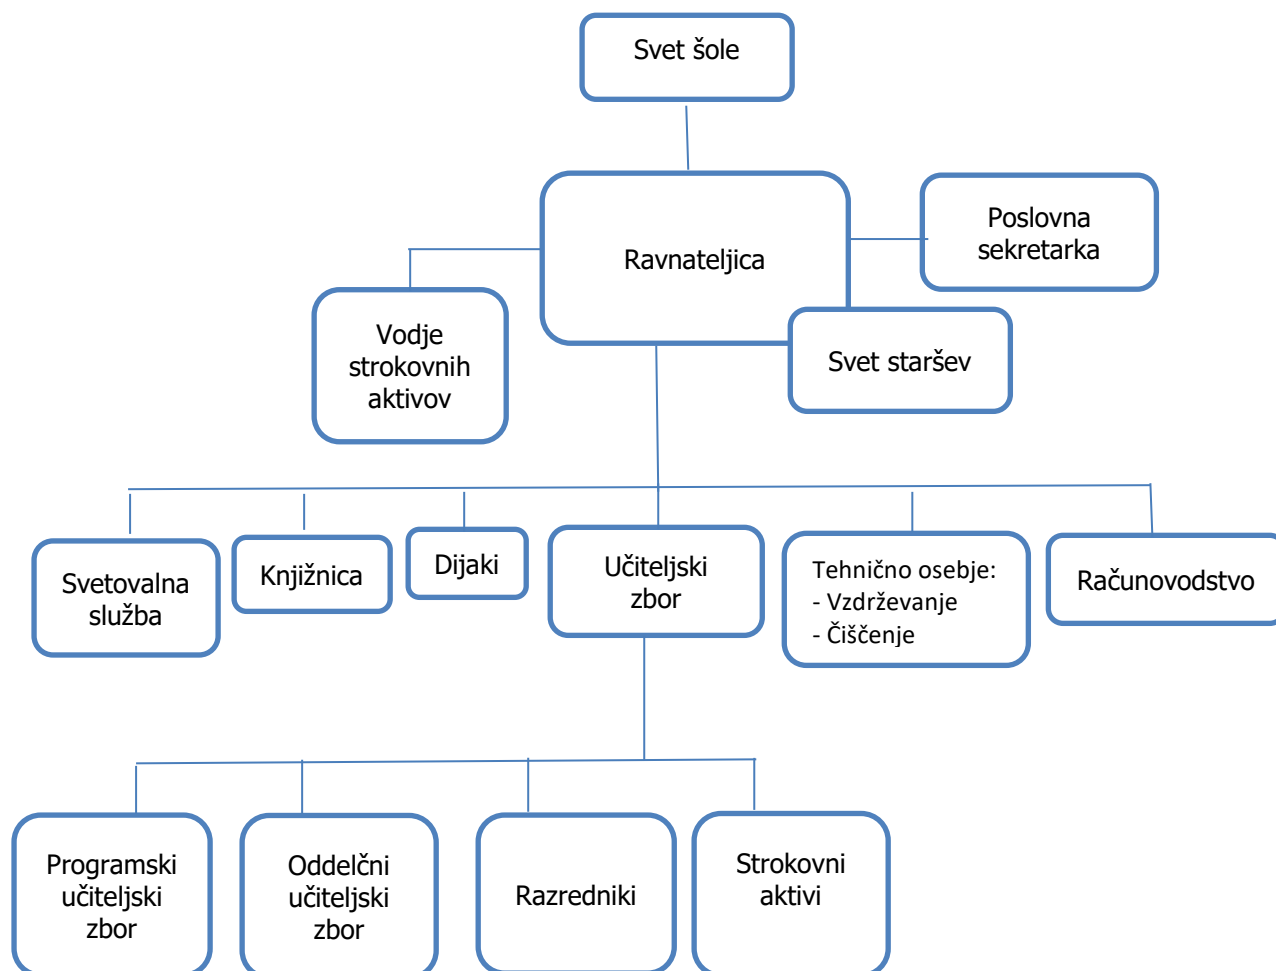 Svet šole
Ravnateljica
Poslovna
sekretarka
Vodje
strokovnih
aktivov
Svet staršev
Svetovalna
služba
Knjižnica
Dijaki
Učiteljski
zbor
Tehnično osebje:
- Vzdrževanje
- Čiščenje
Računovodstvo
Programski
učiteljski
zbor
Oddelčni
učiteljski
zbor
Razredniki
Strokovni
aktivi